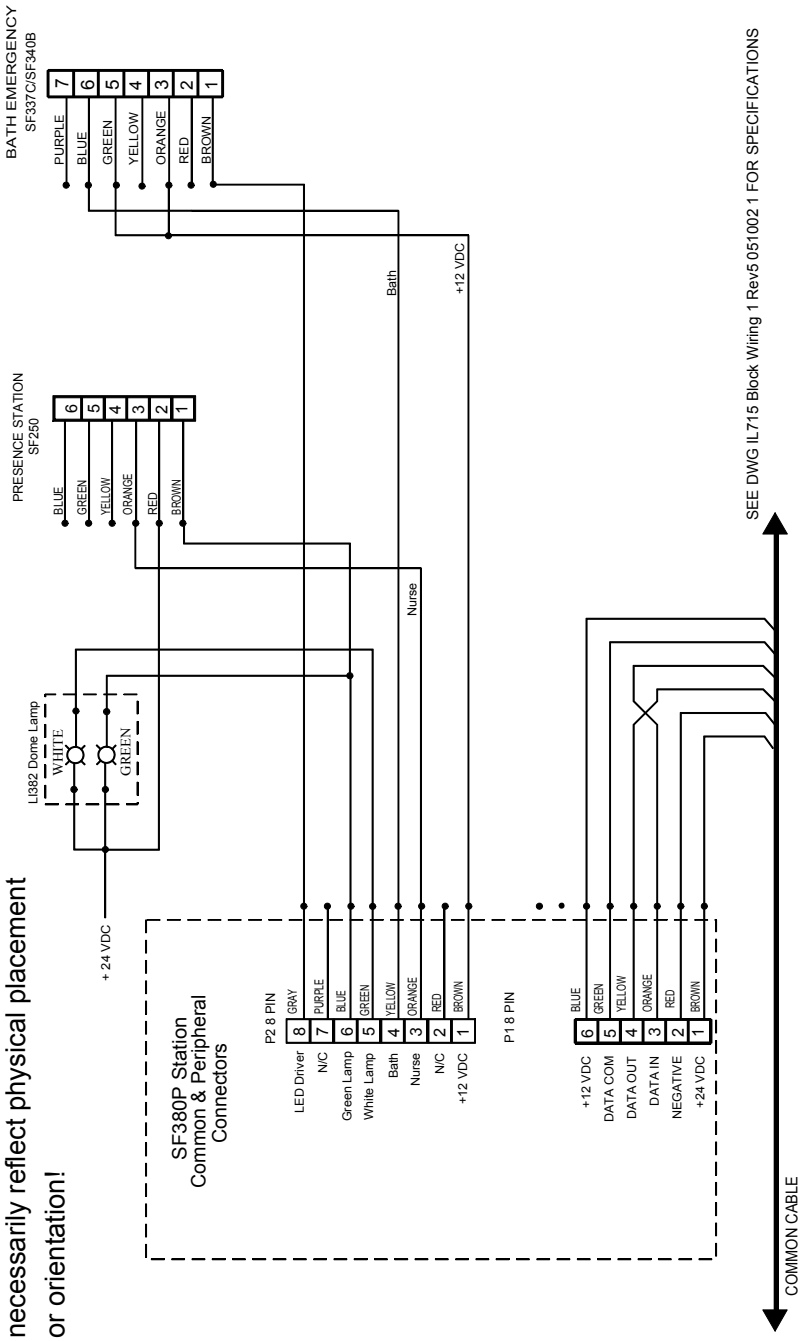 necessarily reflect physical placement
or orientation!
BATH EMERGENCY
SF337C/SF340B
7
6
5
4
3
2
1
PURPLE
BLUE
GREEN
YELLOW
ORANGE
RED
BROWN
PRESENCE STATION
SF250
6
5
4
3
2
1
BLUE
GREEN
YELLOW
ORANGE
RED
BROWN
LI382 Dome Lamp
WHITE
GREEN
+ 24 VDC
Bath
+12 VDC
Nurse
SF380P Station
Common & Peripheral
Connectors
P2 8 PIN
LED Driver 8 GRAY
N/C 7 PURPLE
Green Lamp 6 BLUE
White Lamp 5 GREEN
Bath 4 YELLOW
Nurse 3 ORANGE
N/C 2 RED
+12 VDC 1 BROWN
P1 8 PIN
+12 VDC 6 BLUE
DATA COM 5 GREEN
DATA OUT 4 YELLOW
DATA IN 3 ORANGE
NEGATIVE 2 RED
+24 VDC 1 BROWN
COMMON CABLE
SEE DWG IL715 Block Wiring 1 Rev5 051002 1 FOR SPECIFICATIONS